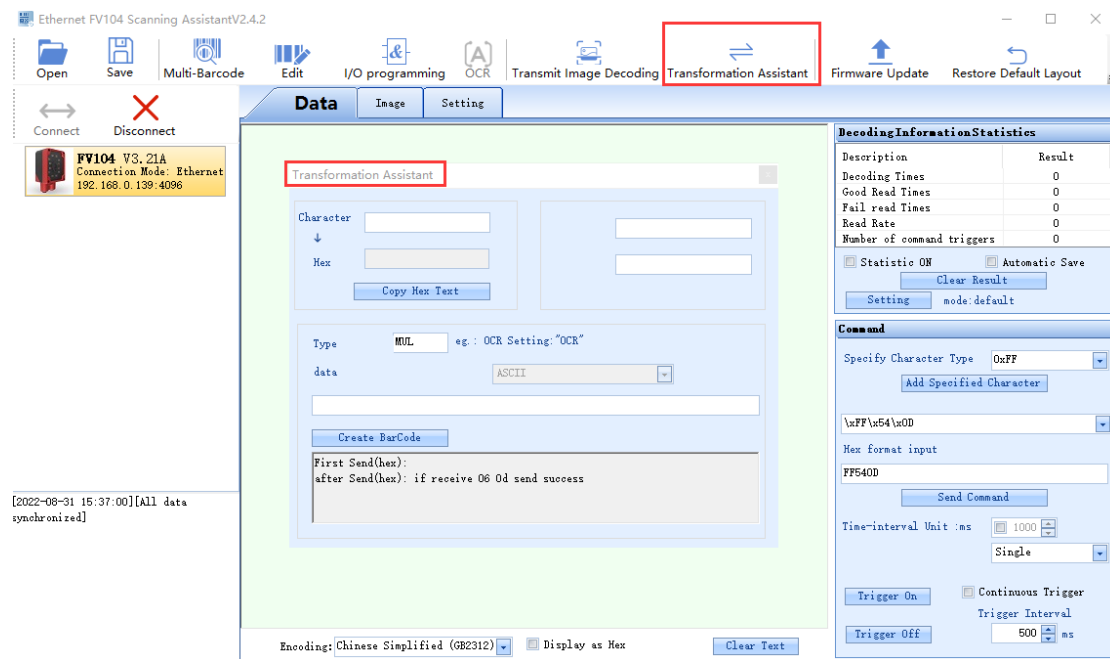 Ethernet FV104 Scanning AssistantV2.4.2
Open Save Multi-Barcode Edit I/O programming OCR Transmit Image Decoding Transformation Assistant Firmware Update Restore Default Layout
Connect Disconnect
FV104 V3.21A
Connection Mode: Ethernet
192.168.0.139:4096
[2022-08-31 15:37:00][All data
synchronized]
Data Image Setting
Transformation Assistant
Character
Hex
Copy Hex Text
Type MUL eg.: OCR Setting:"OCR"
data ASCII
Create BarCode
First Send(hex):
after Send(hex): if receive 06 0d send success
Encoding: Chinese Simplified (GB2312) Display as Hex Clear Text
DecodingInformationStatistics
Description Result
Decoding Times 0
Good Read Times 0
Fail read Times 0
Read Rate 0
Number of command triggers 0
Statistic ON Automatic Save
Clear Result
Setting mode:default
Command
Specify Character Type 0xFF
Add Specified Character
\xFF\x54\x0D
Hex format input
FF540D
Send Command
Time-interval Unit :ms 1000
Single
Trigger On Continuous Trigger
Trigger Interval
Trigger Off 500 ms